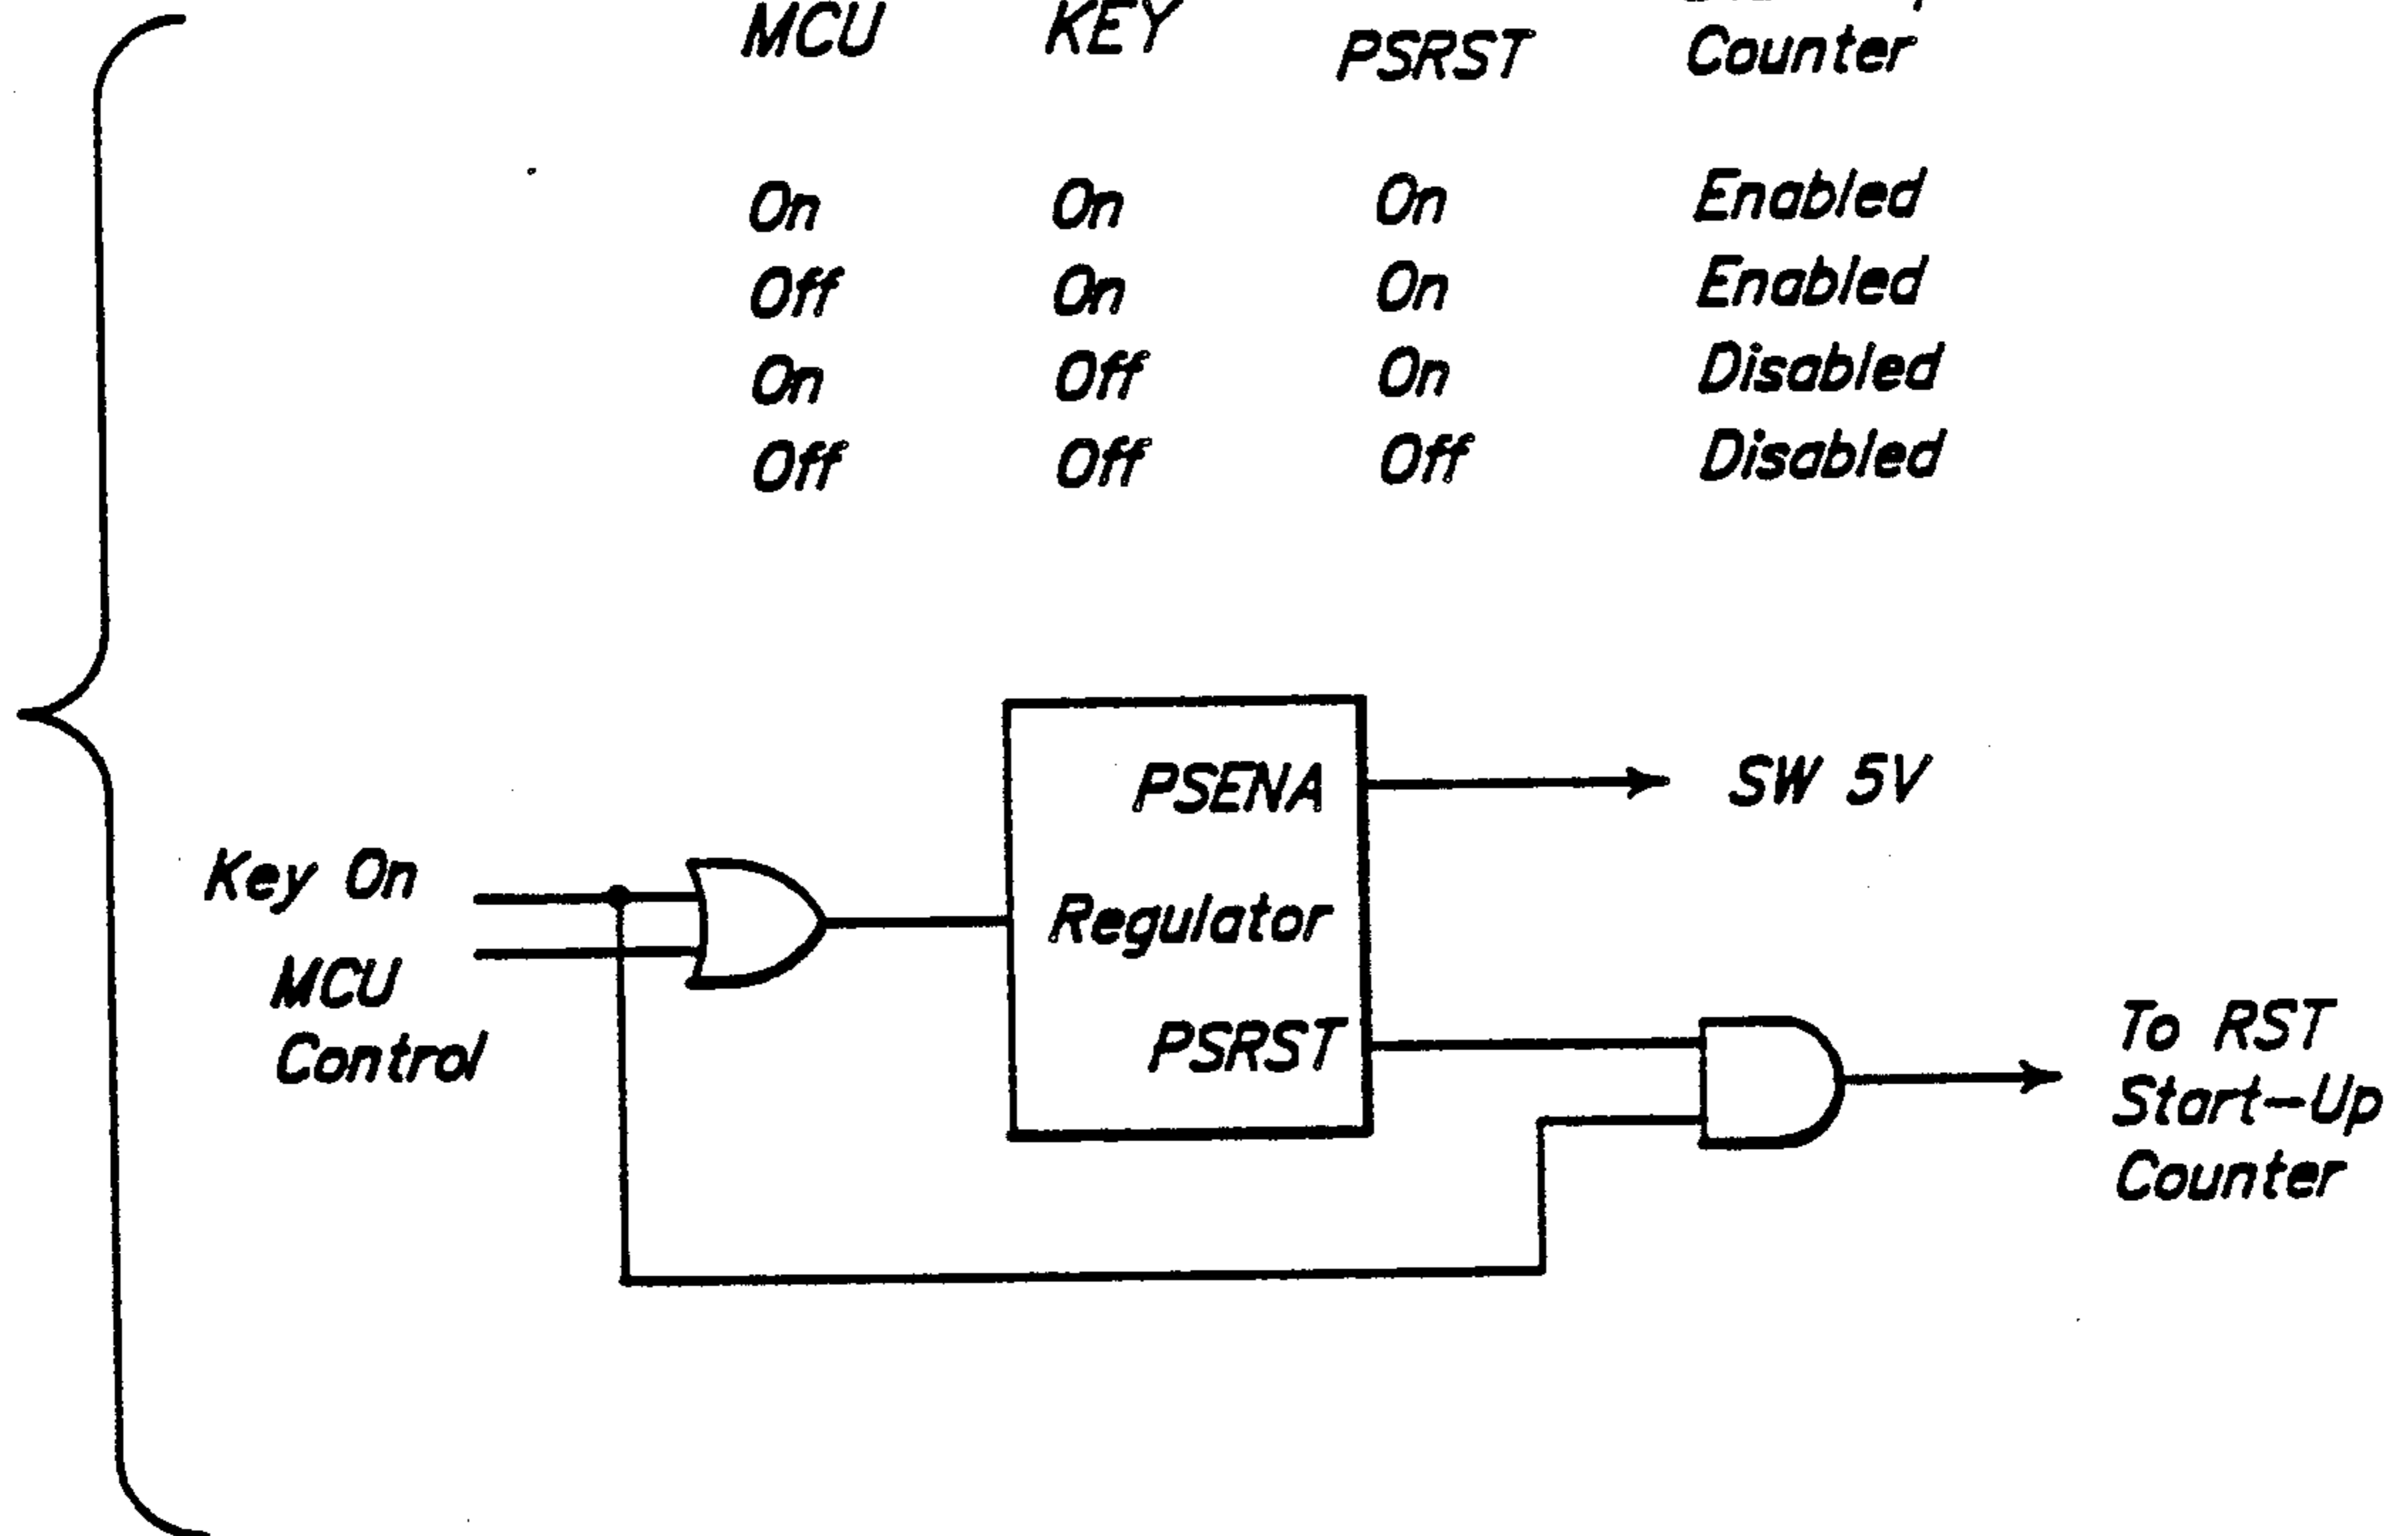 MCU KEY PSRST Counter
On On On Enabled
Off On On Enabled
On Off On Disabled
Off Off Off Disabled
PSENA
SW 5V
Key On
Regulator
MCU
Control
PSRST
To RST
Start-Up
Counter